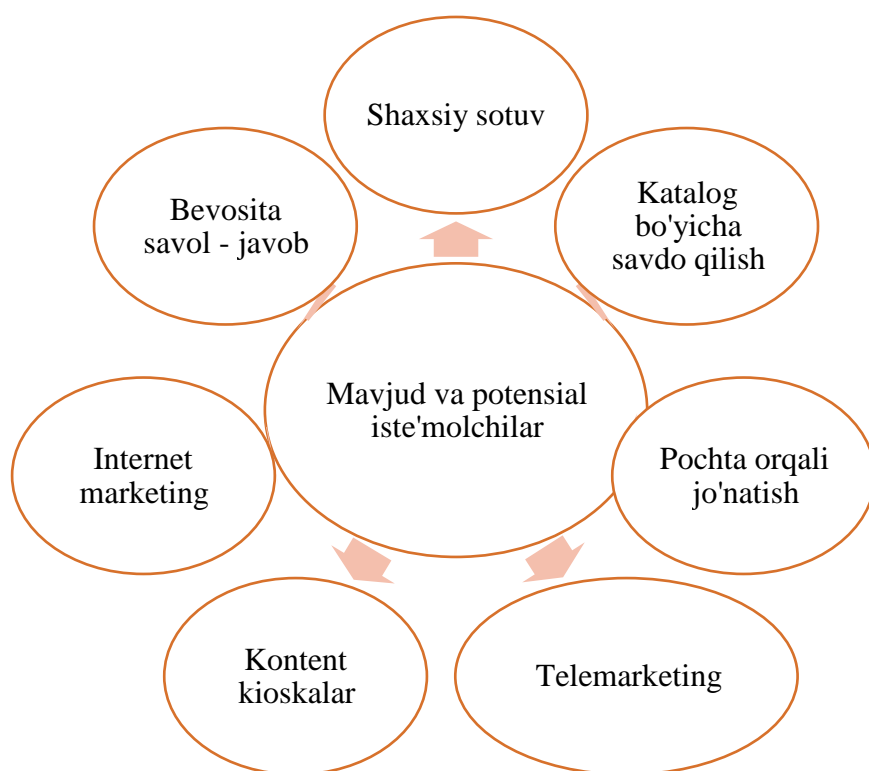 Shaxsiy sotuv
Bevosita
savol - javob
Katalog
bo'yicha
savdo qilish
Mavjud va potensial
iste'molchilar
Internet
marketing
Pochta orqali
jo'natish
Kontent
kioskalar
Telemarketing